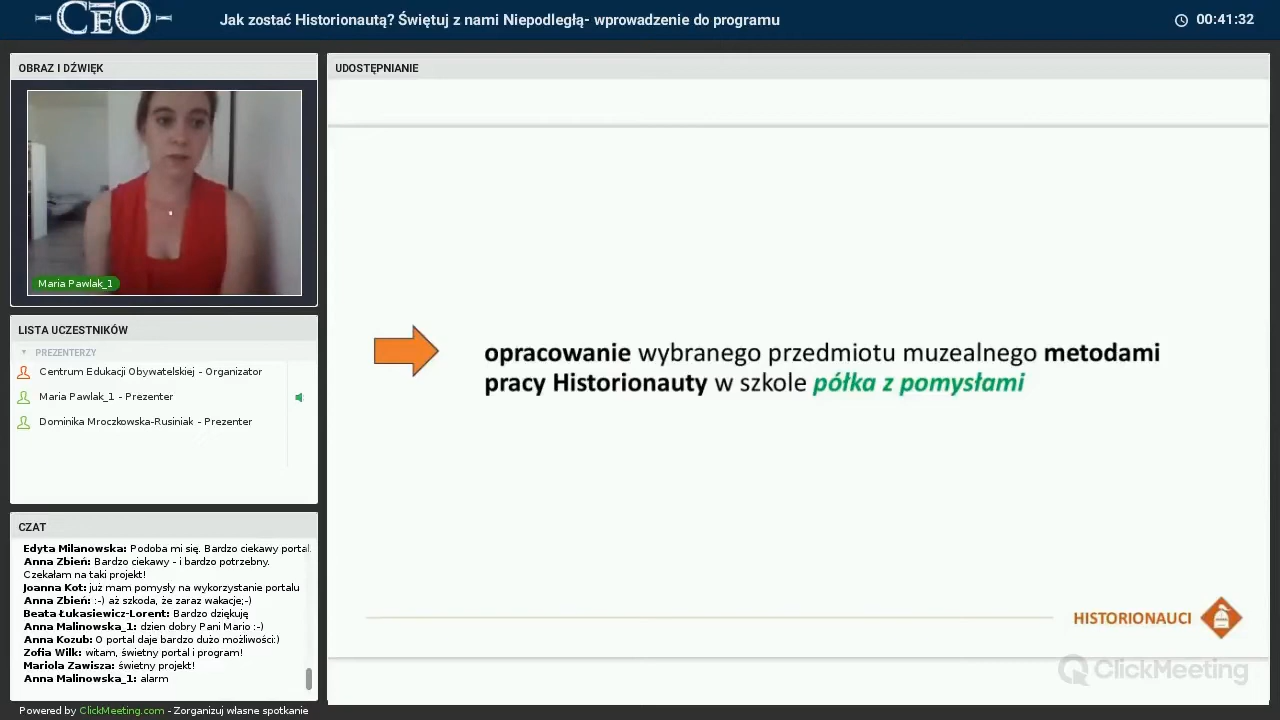 CEO
Jak zostać Historionautą? Świętuj z nami Niepodległą- wprowadzenie do programu
00:41:32
OBRAZ I DŹWIĘK
Maria Pawlak_1
LISTA UCZESTNIKÓW
PREZENTERZY
Centrum Edukacji Obywatelskiej - Organizator
Maria Pawlak_1 - Prezenter
Dominika Mroczkowska-Rusiniak - Prezenter
CZAT
Edyta Milanowska: Podoba mi się. Bardzo ciekawy portal.
Anna Zbień: Bardzo ciekawy - i bardzo potrzebny.
Czekałam na taki projekt!
Joanna Kot: już mam pomysły na wykorzystanie portalu
Anna Zbień: :-) aż szkoda, że zaraz wakacje;-)
Beata Łukasiewicz-Lorent: Bardzo dziękuję
Anna Malinowska_1: dzien dobry Pani Mario :-)
Anna Kozub: O portal daje bardzo dużo możliwości:)
Zofia Wilk: witam, świetny portal i program!
Mariola Zawisza: świetny projekt!
Anna Malinowska_1: alarm
Powered by ClickMeeting.com - Zorganizuj własne spotkanie
UDOSTĘPNIANIE
opracowanie wybranego przedmiotu muzealnego metodami
pracy Historionauty w szkole półka z pomysłami
HISTORIONAUCI
ClickMeeting